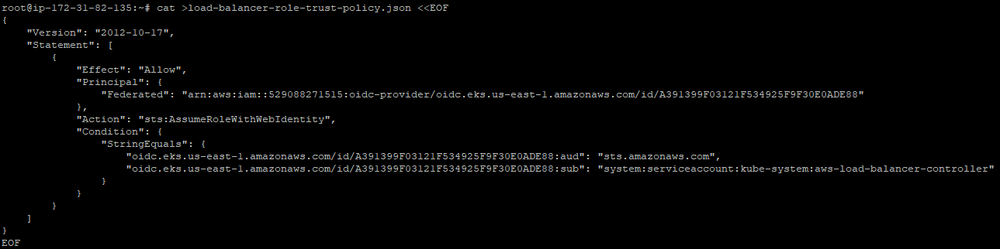 root@ip-172-31-82-135:~# cat >load-balancer-role-trust-policy.json <<EOF
{
    "Version": "2012-10-17",
    "Statement": [
        {
            "Effect": "Allow",
            "Principal": {
                "Federated": "arn:aws:iam::529088271515:oidc-provider/oidc.eks.us-east-1.amazonaws.com/id/A391399F03121F534925F9F30E0ADE88"
            },
            "Action": "sts:AssumeRoleWithWebIdentity",
            "Condition": {
                "StringEquals": {
                    "oidc.eks.us-east-1.amazonaws.com/id/A391399F03121F534925F9F30E0ADE88:aud": "sts.amazonaws.com",
                    "oidc.eks.us-east-1.amazonaws.com/id/A391399F03121F534925F9F30E0ADE88:sub": "system:serviceaccount:kube-system:aws-load-balancer-controller"
                }
            }
        }
    ]
}
EOF